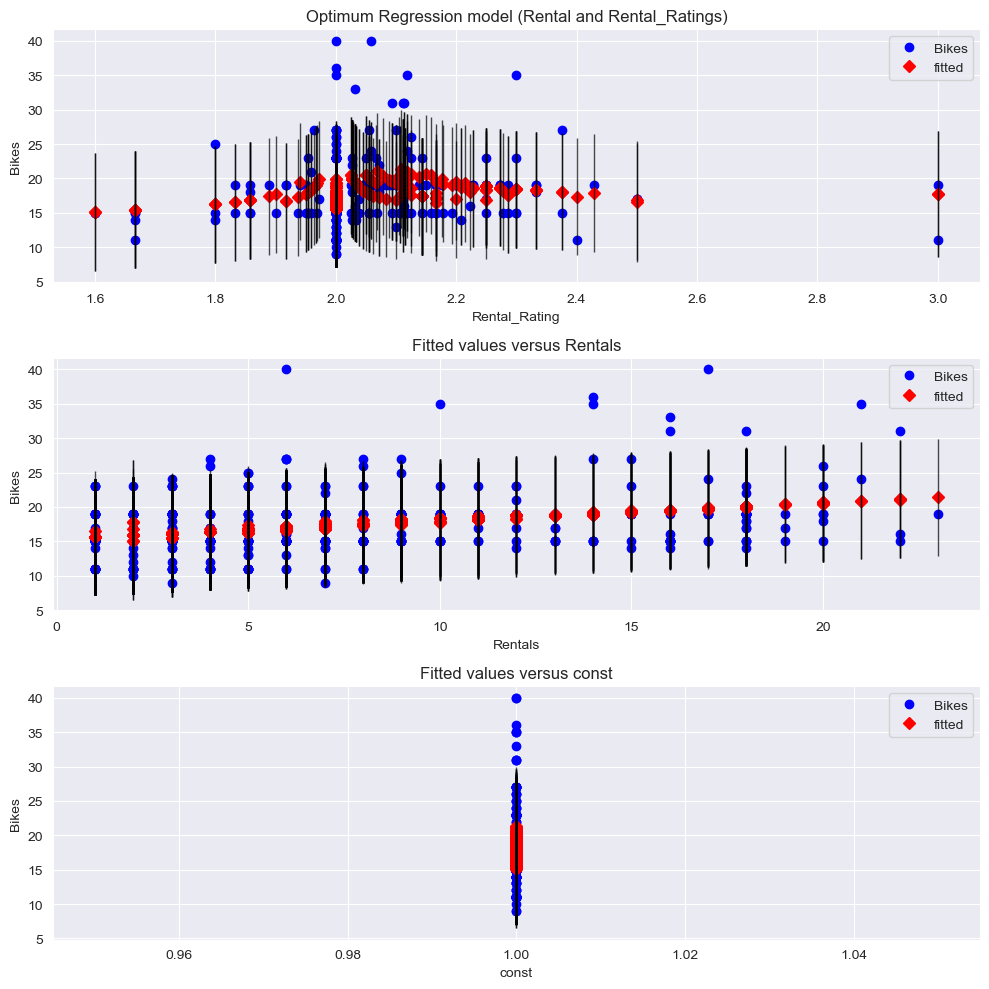 Optimum Regression model (Rental and Rental_Ratings)
40
35
30
25
20
15
10
5
Bikes
Bikes
fitted
1.6 1.8 2.0 2.2 2.4 2.6 2.8 3.0
Rental_Rating
Fitted values versus Rentals
40
35
30
25
20
15
10
5
Bikes
Bikes
fitted
0 5 10 15 20
Rentals
Fitted values versus const
40
35
30
25
20
15
10
5
Bikes
Bikes
fitted
0.96 0.98 1.00 1.02 1.04
const